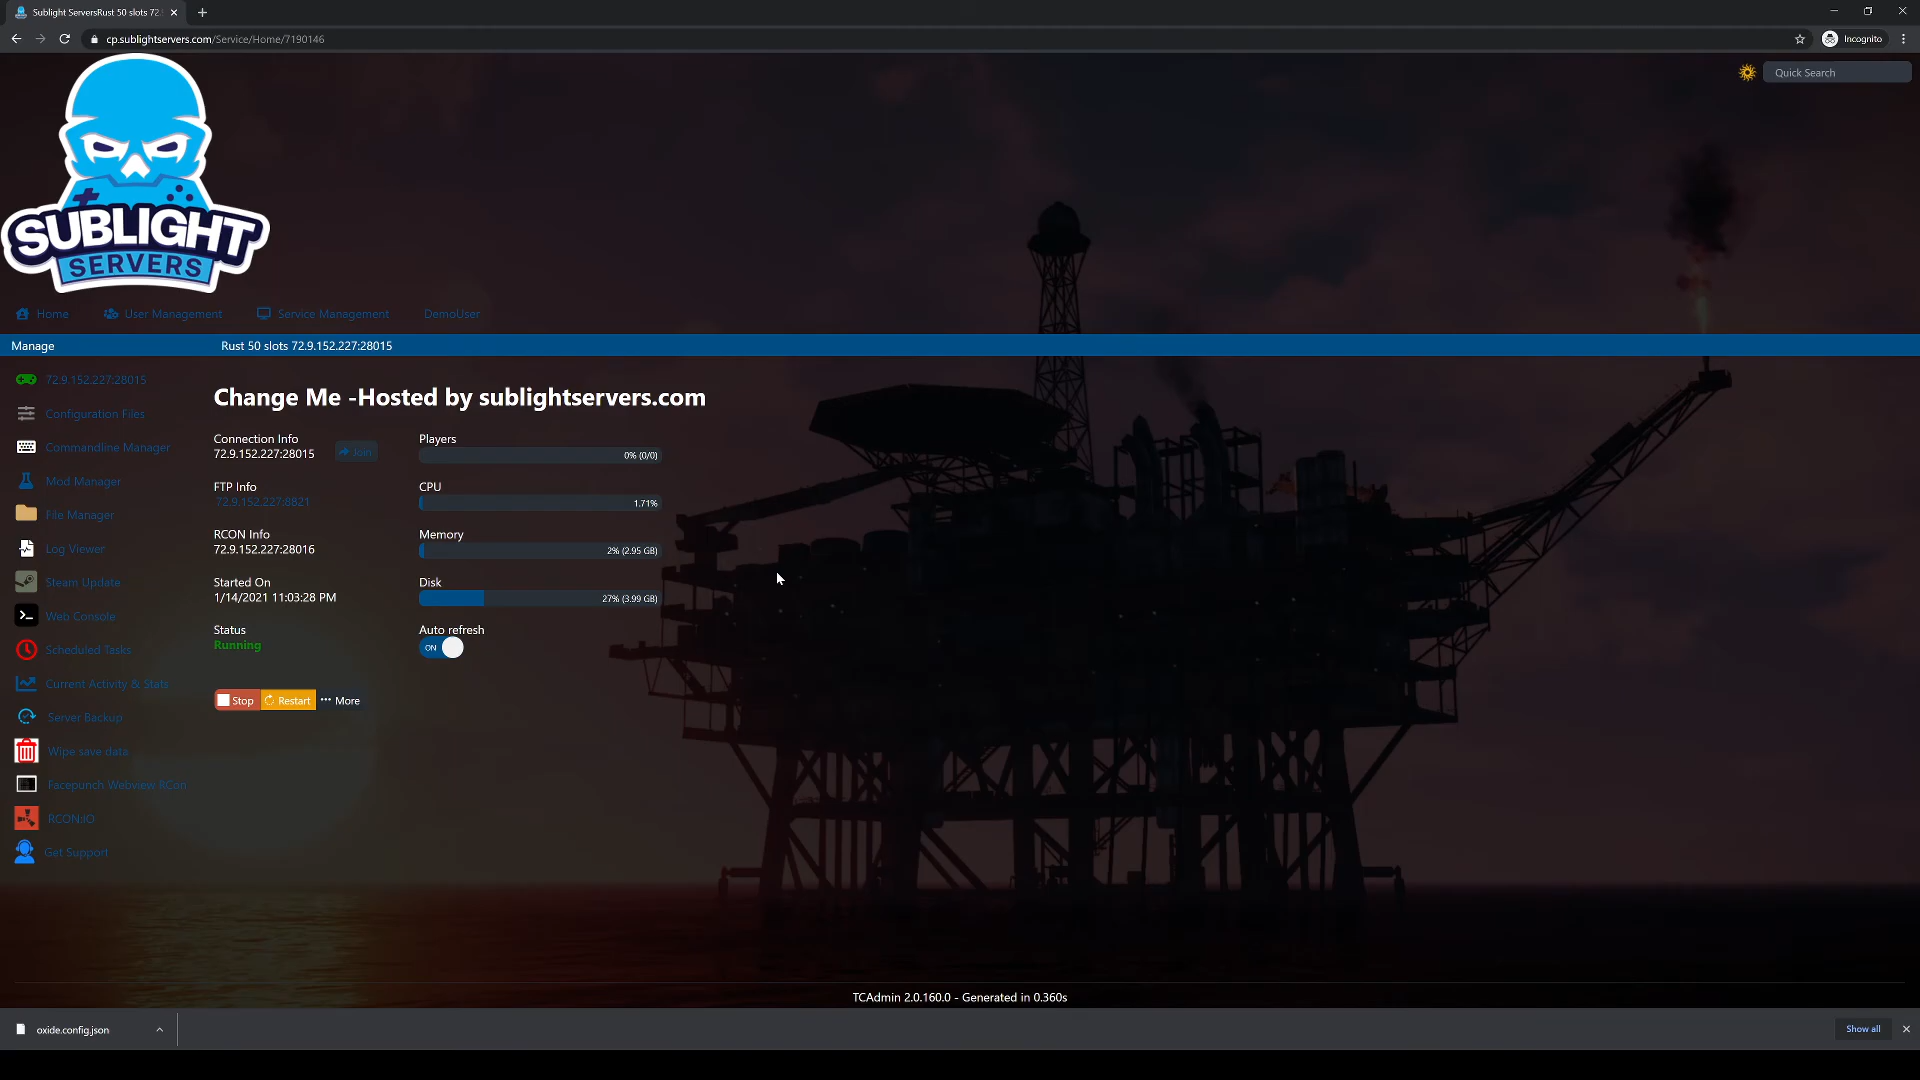 Sublight ServersRust 50 slots 72.
cp.sublightservers.com/Service/Home/7190146
Incognito
Quick Search
SUBLIGHT
SERVERS
Home
User Management
Service Management
DemoUser
Manage
Rust 50 slots 72.9.152.227:28015
72.9.152.227:28015
Configuration Files
Commandline Manager
Mod Manager
File Manager
Log Viewer
Steam Update
Web Console
Scheduled Tasks
Current Activity & Stats
Server Backup
Wipe save data
Facepunch Webview RCon
RCON:IO
Get Support
Change Me -Hosted by sublightservers.com
Connection Info
72.9.152.227:28015
Join
FTP Info
72.9.152.227:8821
RCON Info
72.9.152.227:28016
Started On
1/14/2021 11:03:28 PM
Status
Running
Players
0% (0/0)
CPU
1.71%
Memory
2% (2.95 GB)
Disk
27% (3.99 GB)
Auto refresh
ON
Stop
Restart
More
TCAdmin 2.0.160.0 - Generated in 0.360s
oxide.config.json
Show all